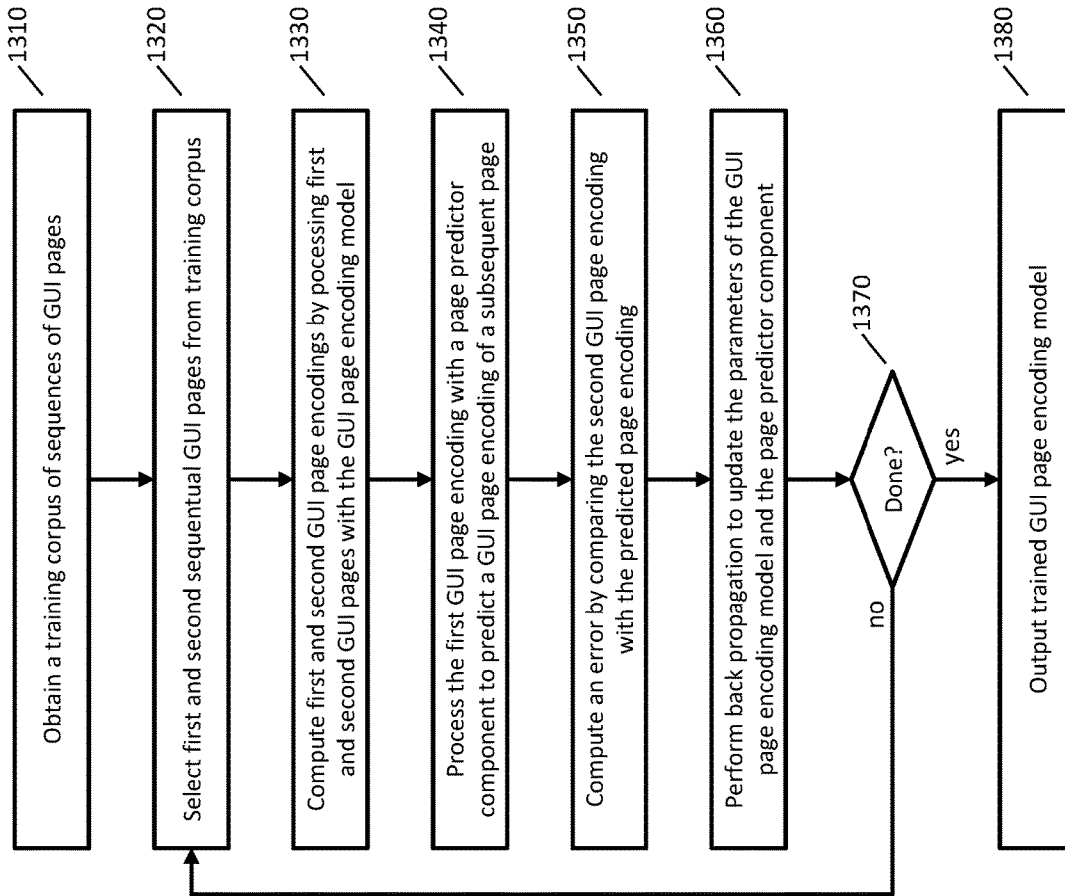 1310
Obtain a training corpus of sequences of GUI pages
1320
Select first and second sequentual GUI pages from training corpus
1330
Compute first and second GUI page encodings by pocessing first
and second GUI pages with the GUI page encoding model
1340
Process the first GUI page encoding with a page predictor
component to predict a GUI page encoding of a subsequent page
1350
Compute an error by comparing the second GUI page encoding
with the predicted page encoding
1360
Perform back propagation to update the parameters of the GUI
page encoding model and the page predictor component
1370
Done?
no
yes
1380
Output trained GUI page encoding model